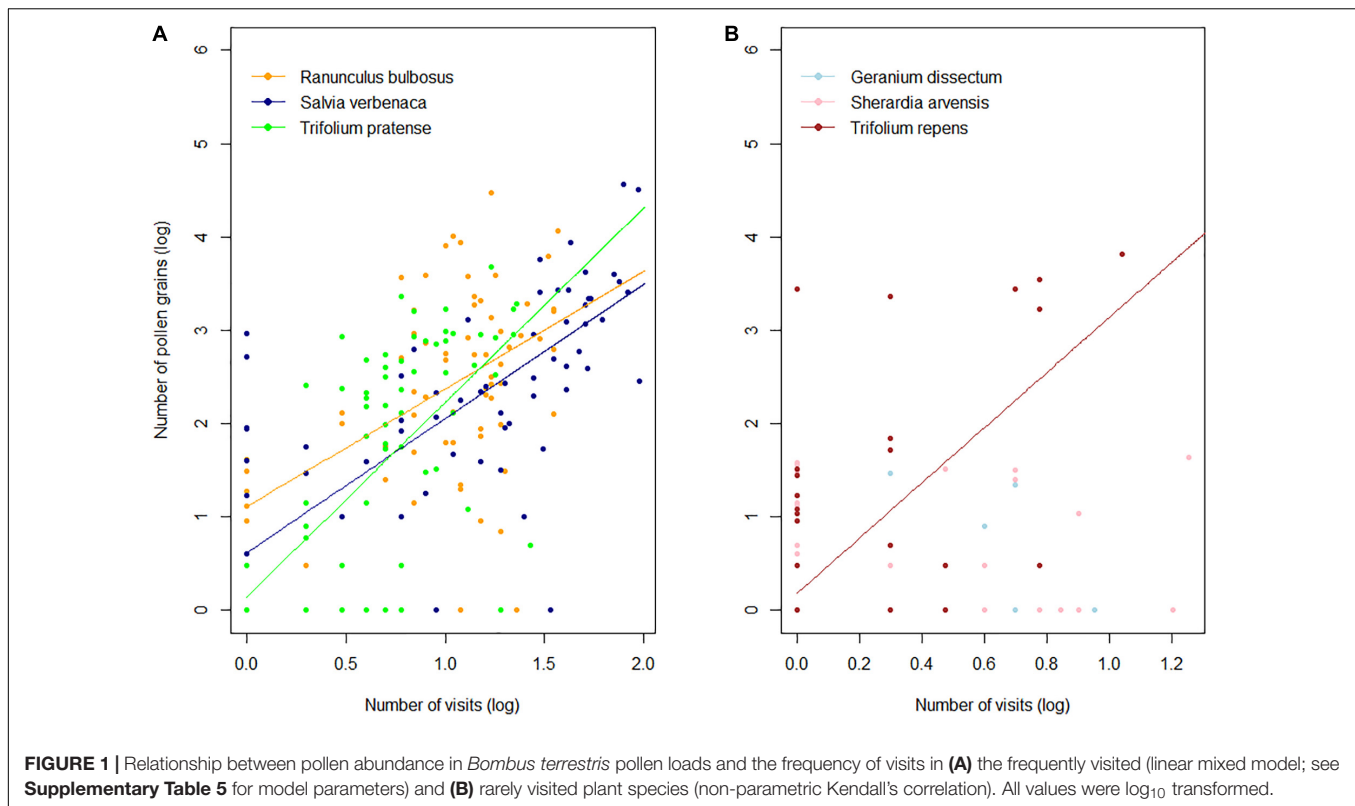 A
6
5
4
3
2
1
0
Number of pollen grains (log)
Ranunculus bulbosus
Salvia verbenaca
Trifolium pratense
0.0 0.5 1.0 1.5 2.0
Number of visits (log)
B
6
5
4
3
2
1
0
Geranium dissectum
Sherardia arvensis
Trifolium repens
0.0 0.2 0.4 0.6 0.8 1.0 1.2
Number of visits (log)
FIGURE 1 | Relationship between pollen abundance in Bombus terrestris pollen loads and the frequency of visits in (A) the frequently visited (linear mixed model; see
Supplementary Table 5 for model parameters) and (B) rarely visited plant species (non-parametric Kendall's correlation). All values were log10 transformed.